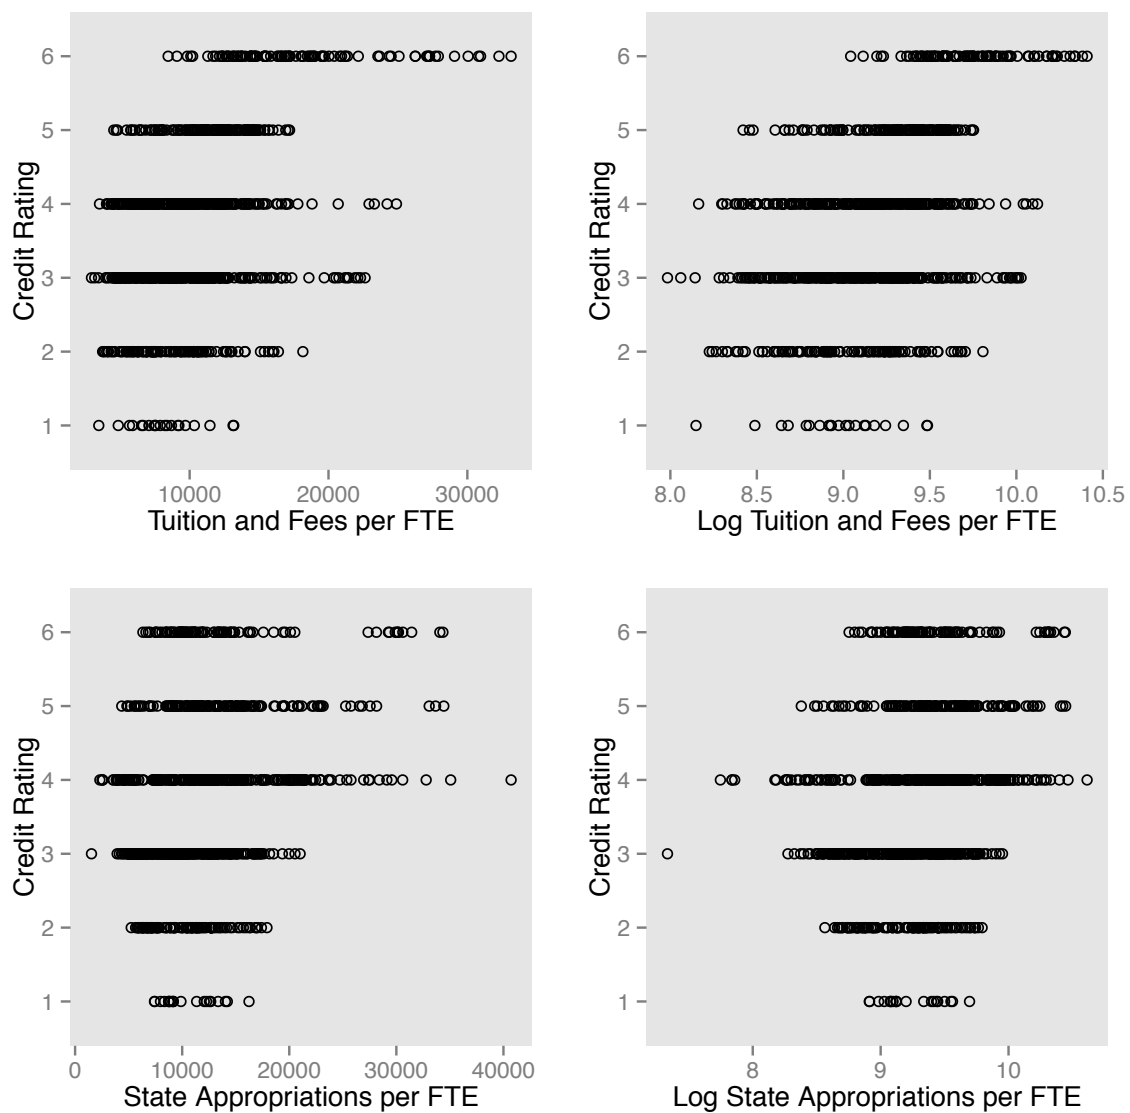 6
5
4
3
2
1
Credit Rating
10000 20000 30000
Tuition and Fees per FTE
6
5
4
3
2
1
Credit Rating
8.0 8.5 9.0 9.5 10.0 10.5
Log Tuition and Fees per FTE
6
5
4
3
2
1
Credit Rating
0 10000 20000 30000 40000
State Appropriations per FTE
6
5
4
3
2
1
Credit Rating
8 9 10
Log State Appropriations per FTE